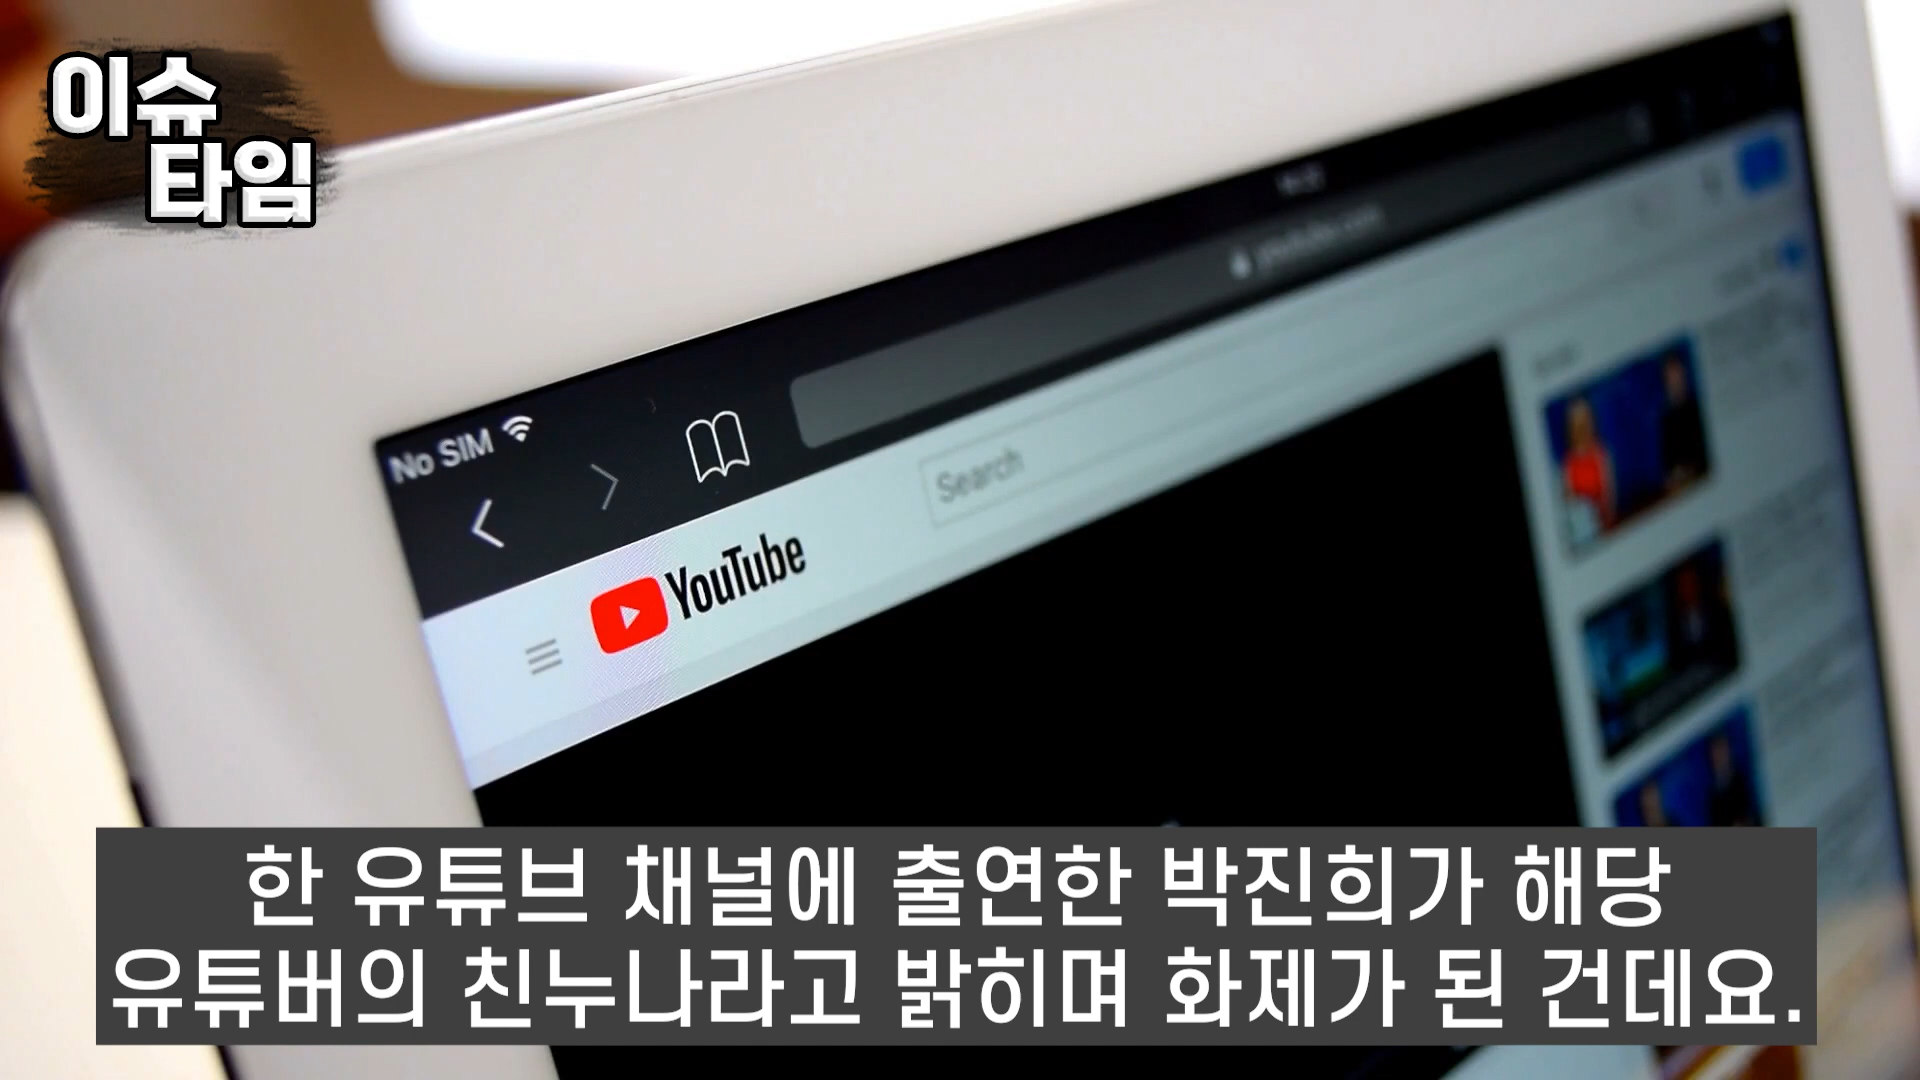 이슈
타임
No SIM
Search
YouTube
한 유튜브 채널에 출연한 박진희가 해당
유튜버의 친누나라고 밝히며 화제가 된 건데요.